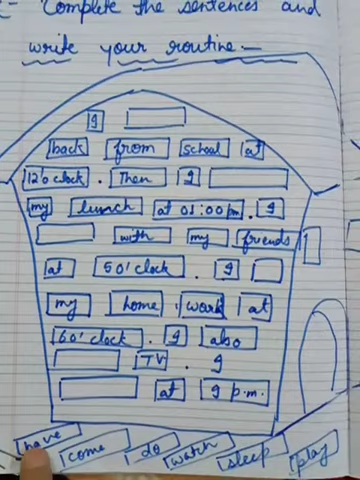 Complete the sentences and
write your routine.
I
back from school at
12'o clock. Then I
my lunch at 01:00 pm. I
with my friends
at 5 O' clock. I
my home work at
6 O' clock. I also
TV. I
at 9 p.m.
have come do watch sleep play